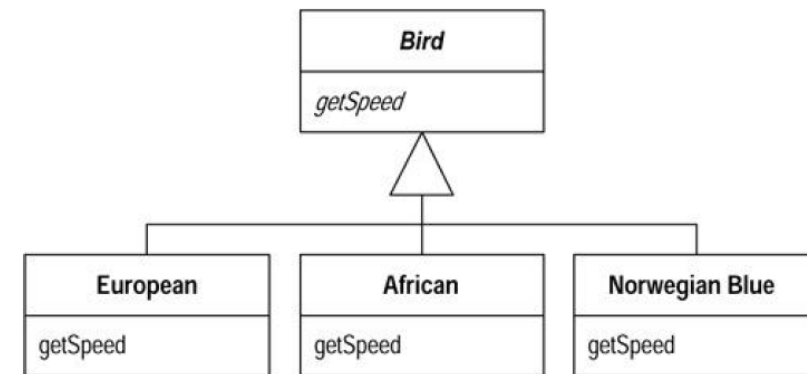 Bird
getSpeed
European
African
Norwegian Blue
getSpeed
getSpeed
getSpeed